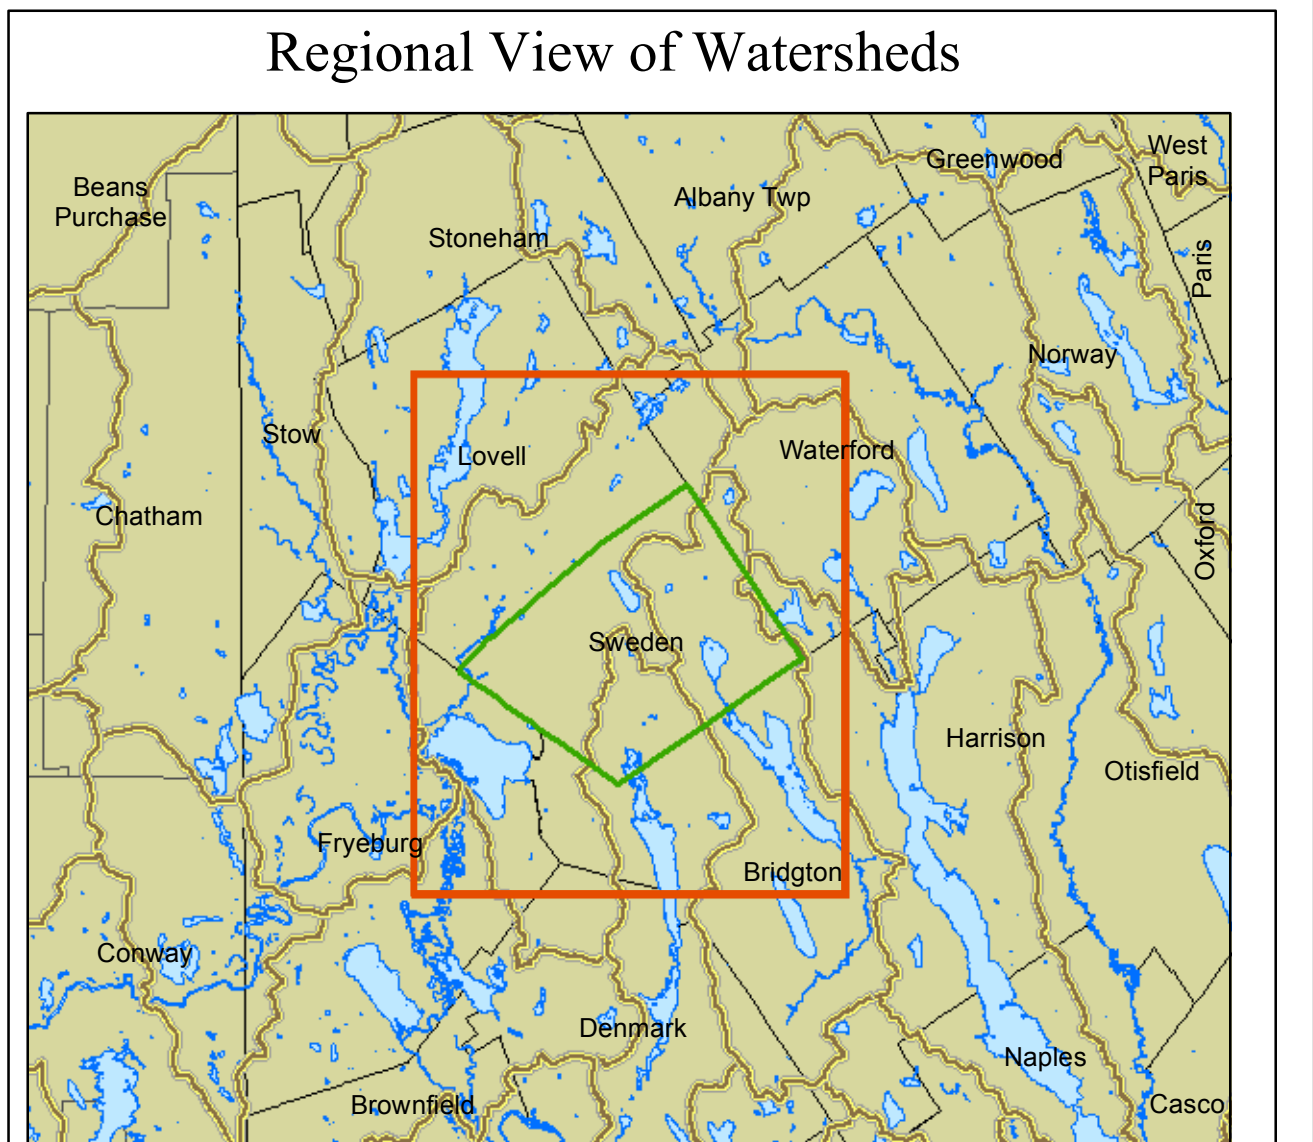 Regional View of Watersheds
West
Paris
Greenwood
Beans
Purchase
Albany Twp
Stoneham
Paris
Norway
Stow
Lovell
Waterford
Chatham
Oxford
Sweden
Harrison
Otisfield
Fryeburg
Bridgton
Conway
Denmark
Naples
Brownfield
Casco